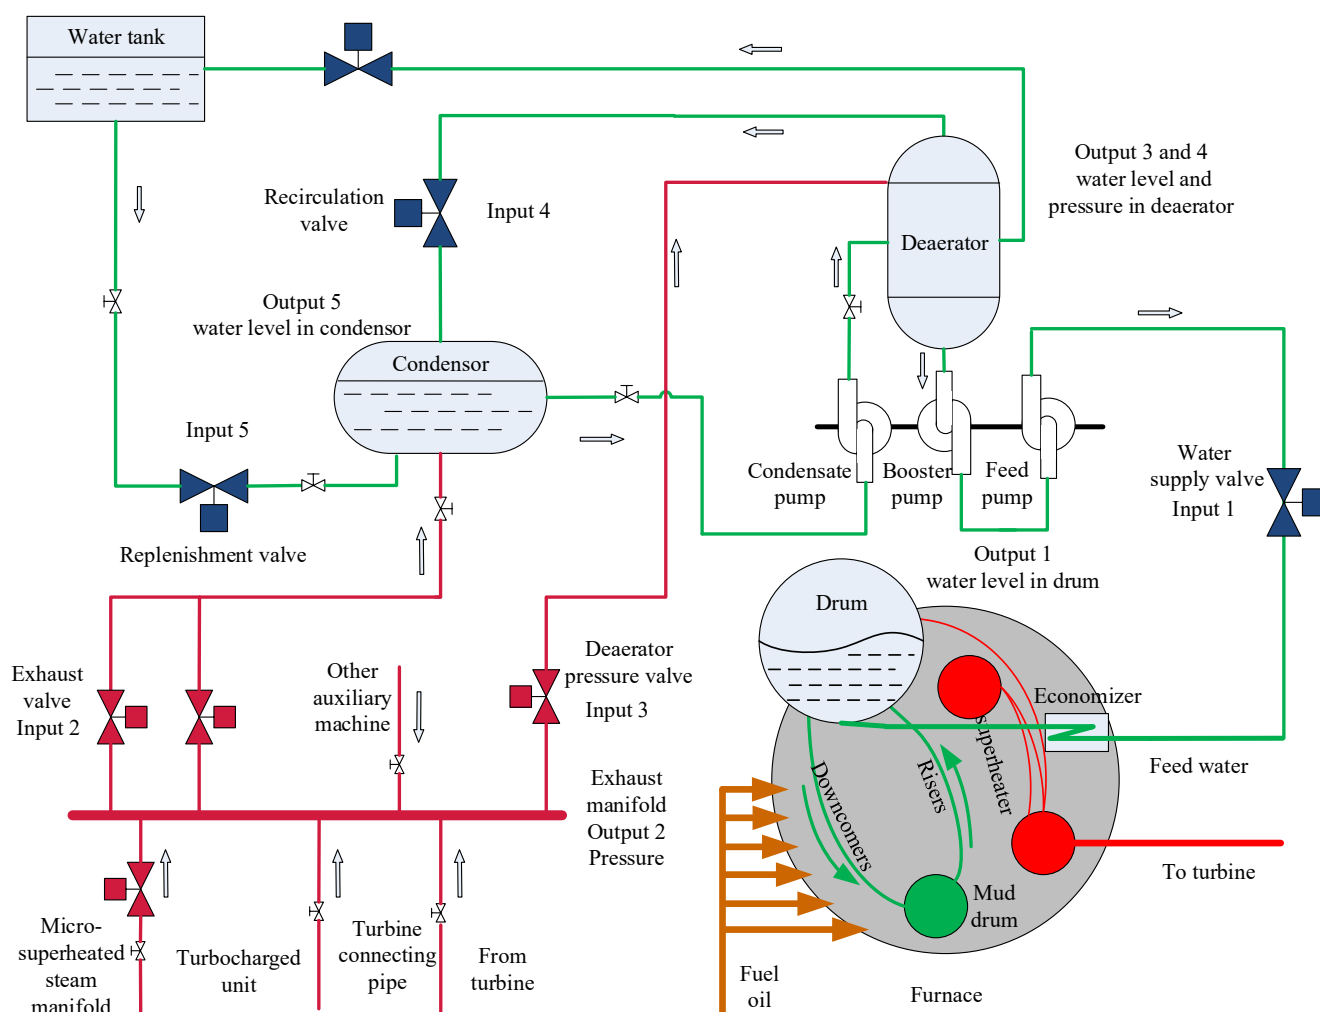 Water tank
Output 3 and 4
water level and
pressure in deaerator
Recirculation
valve
Input 4
Deaerator
Output 5
water level in condensor
Condensor
Input 5
Replenishment valve
Condensate
pump
Booster
pump
Feed
pump
Water
supply valve
Input 1
Output 1
water level in drum
Drum
Exhaust
valve
Input 2
Other
auxiliary
machine
Deaerator
pressure valve
Input 3
Economizer
superheater
Feed water
Downcomers
Risers
Exhaust
manifold
Output 2
Pressure
To turbine
Mud
drum
Micro-
superheated
steam
manifold
Turbocharged
unit
Turbine
connecting
pipe
From
turbine
Fuel
oil
Furnace